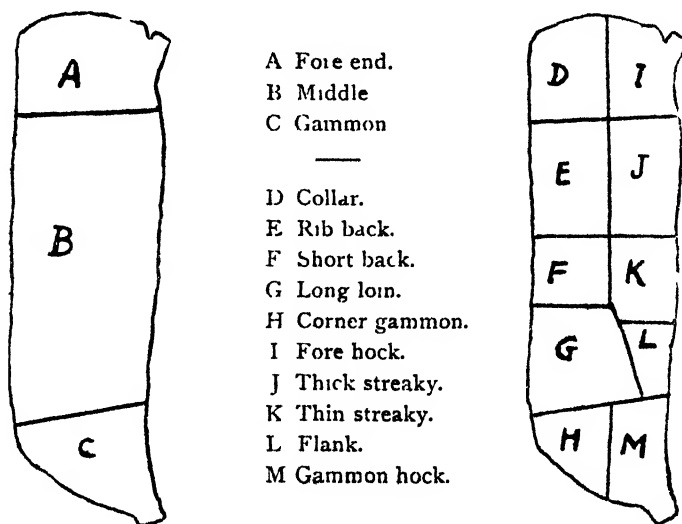 A
B
C
A Fore end.
B Middle
C Gammon
D Collar.
E Rib back.
F Short back.
G Long loin.
H Corner gammon.
I Fore hock.
J Thick streaky.
K Thin streaky.
L Flank.
M Gammon hock.
D I
E J
F K
G L
H M